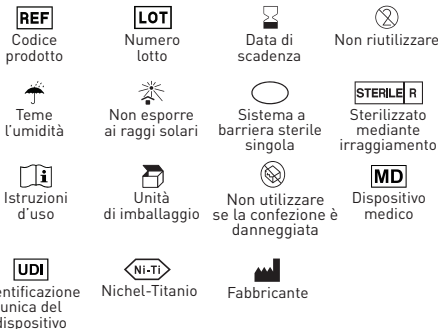 REF
LOT
Codice
prodotto
Numero
lotto
Data di
scadenza
Non riutilizzare
STERILE R
Teme
l'umidità
Non esporre
ai raggi solari
Sistema a
barriera sterile
singola
Sterilizzato
mediante
irraggiamento
i
MD
Istruzioni
d'uso
Unità
di imballaggio
Non utilizzare
se la confezione è
danneggiata
Dispositivo
medico
UDI
Ni-Ti
unica del
dispositivo
Nichel-Titanio
Fabbricante
2